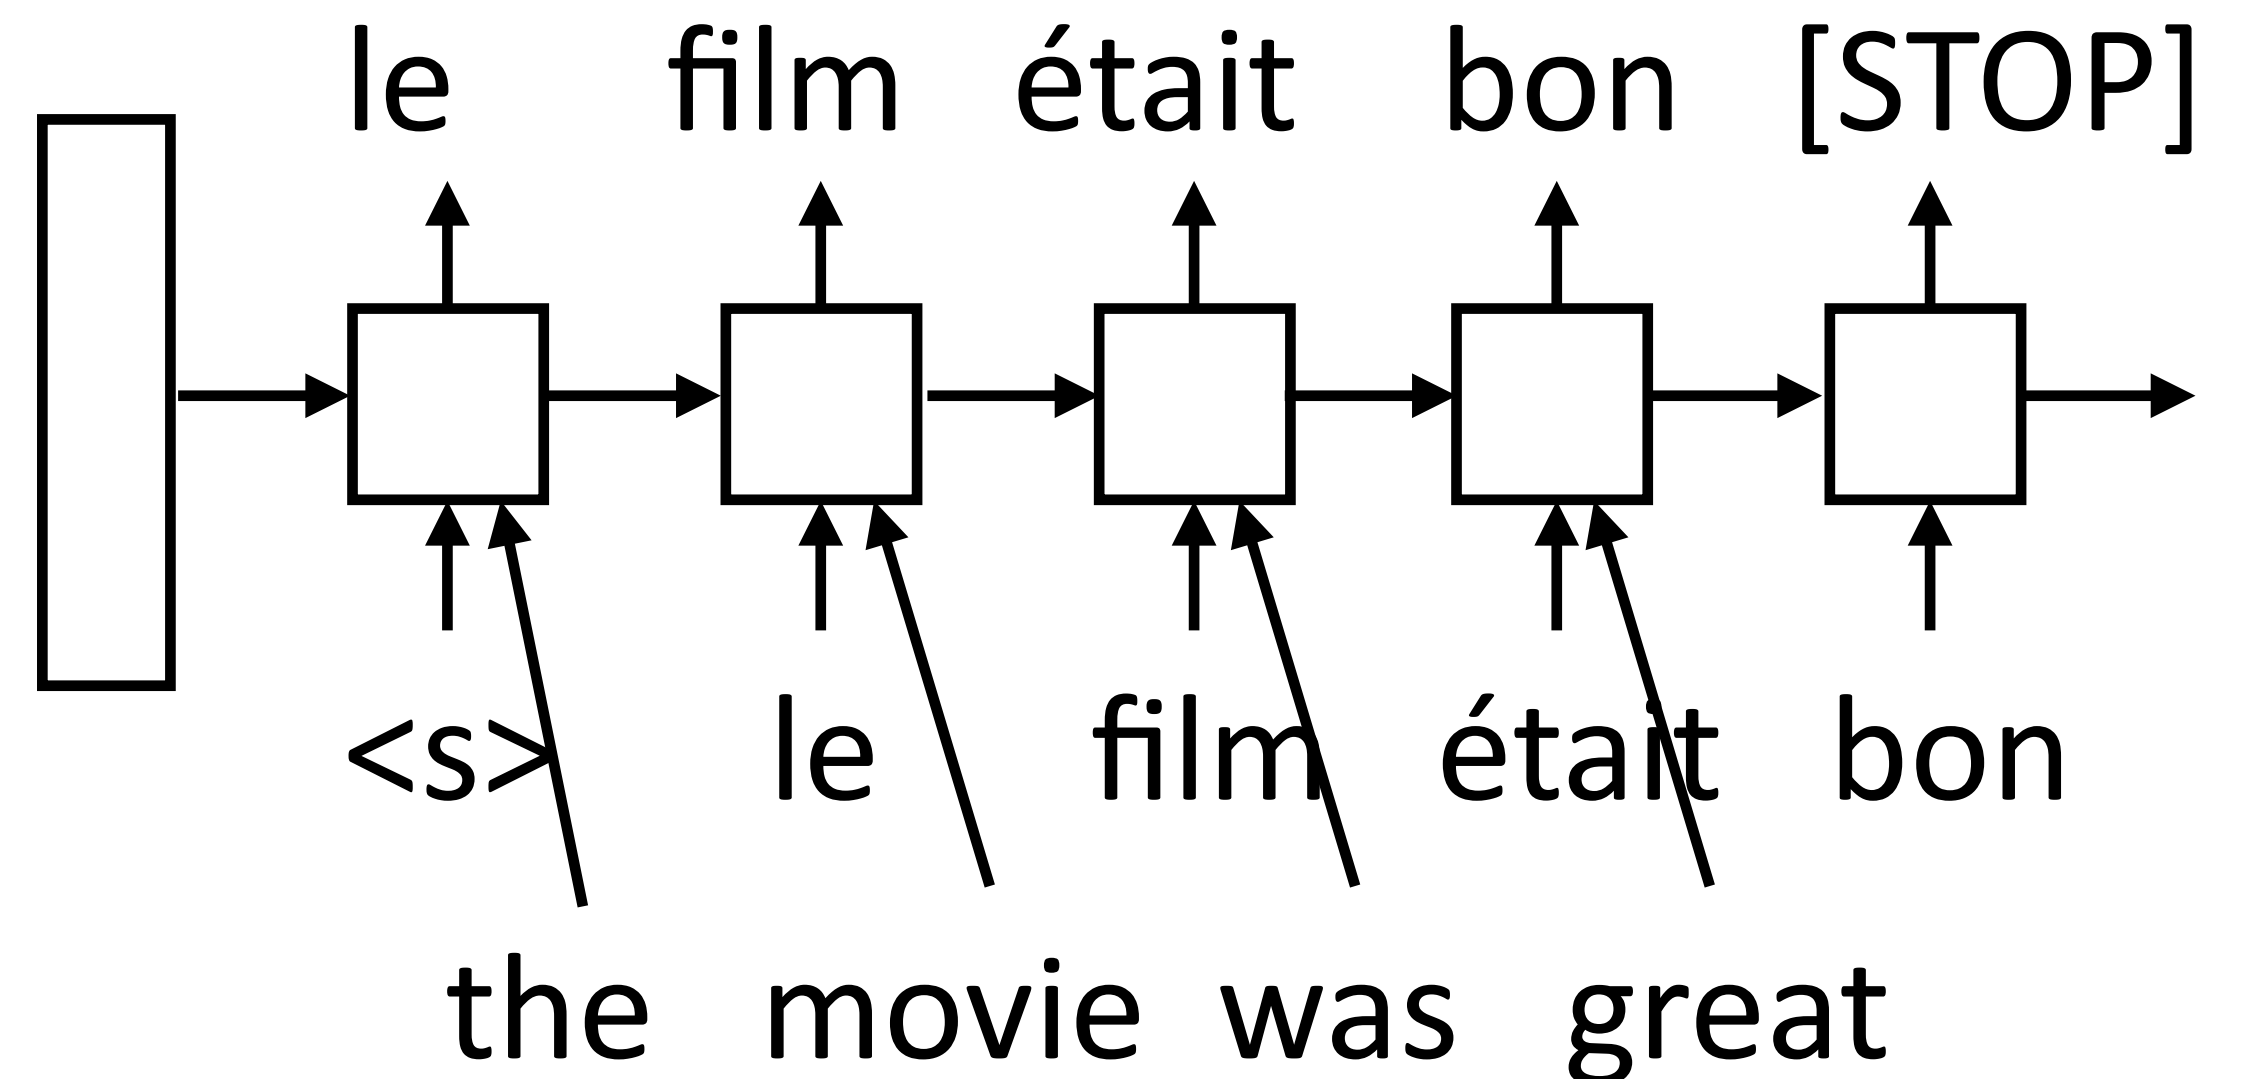 le film était bon [STOP]
<s> le film était bon
the movie was great